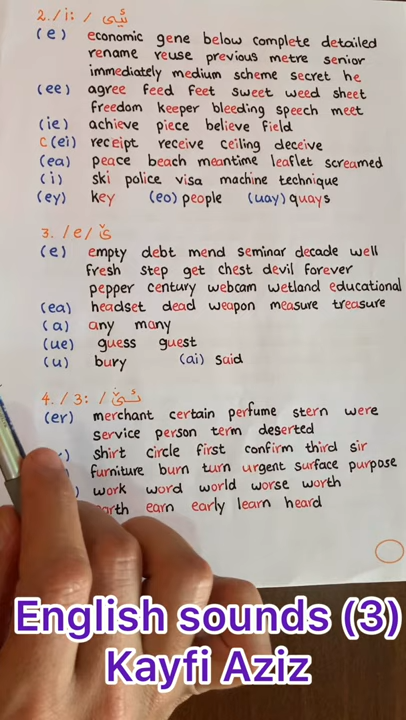 2. /i: / ئیی
(e) economic gene below complete detailed
rename reuse previous metre senior
immediately medium scheme secret he
(ee) agree feed feet sweet weed sheet
freedom keeper bleeding speech meet
(ie) achieve piece believe field
c(ei) receipt receive ceiling deceive
(ea) peace beach meantime leaflet screamed
(i) ski police visa machine technique
(ey) key (eo) people (uay) quays
3. /e/
(e) empty debt mend seminar decade well
fresh step get chest devil forever
pepper century webcam wetland educational
(ea) headset dead weapon measure treasure
(a) any many
(ue) guess guest
(u) bury (ai) said
4. /3: /
(er) merchant certain perfume stern were
service person term deserted
) shirt circle first confirm third sir
furniture burn turn urgent surface purpose
) work word world worse worth
earth earn early learn heard
English sounds (3)
Kayfi Aziz